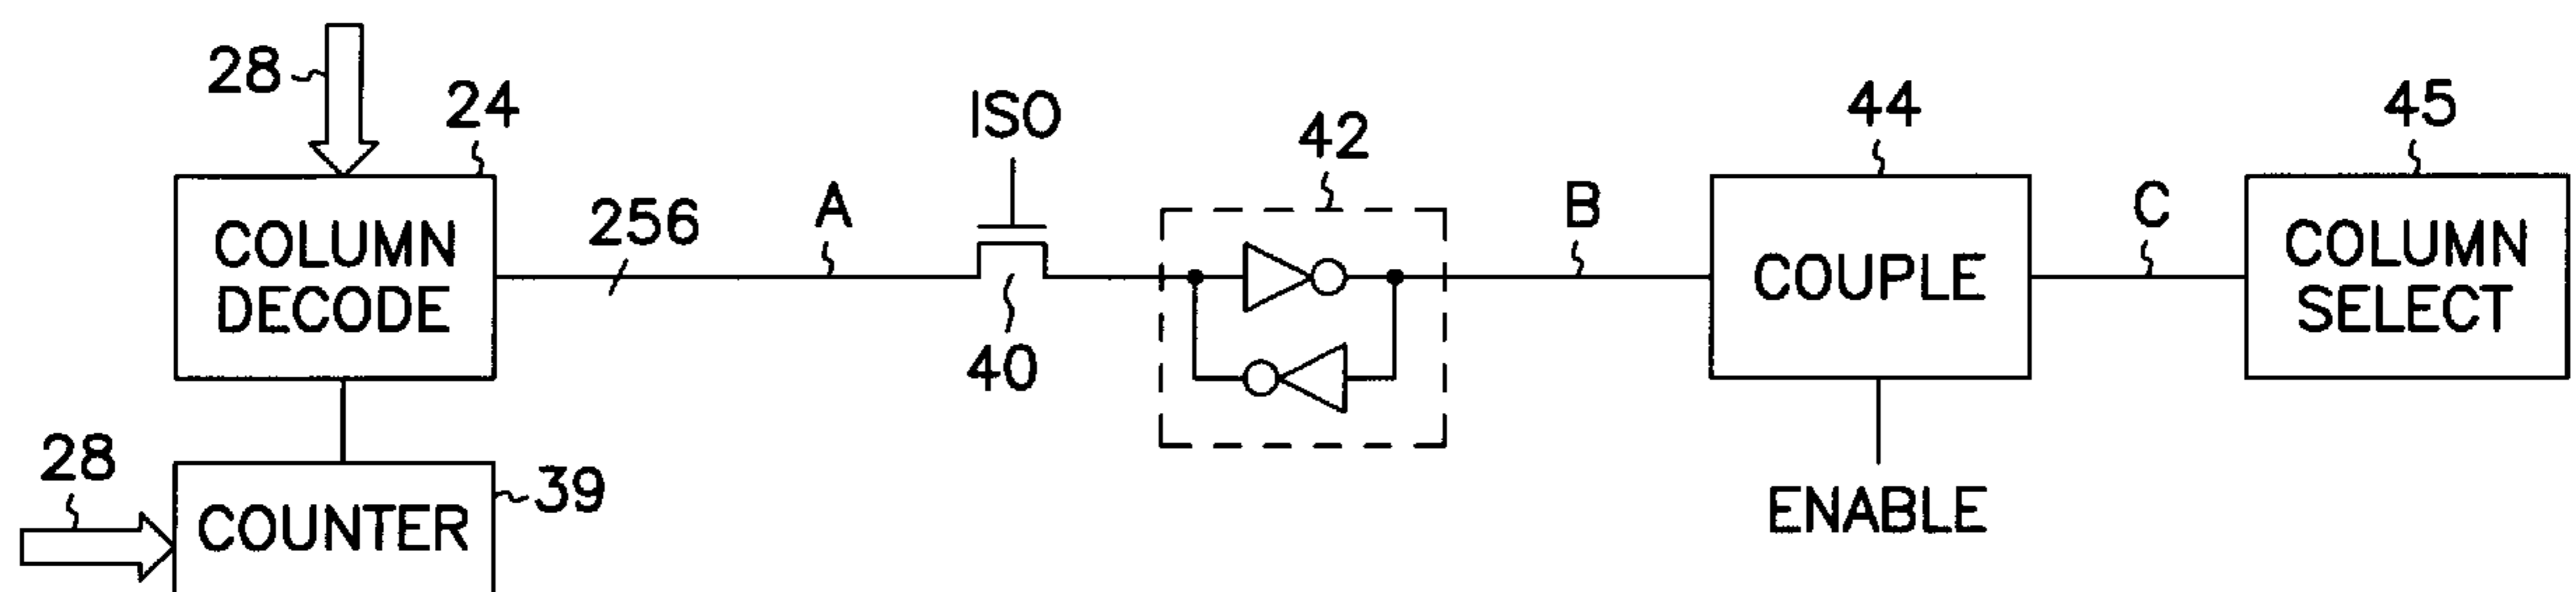 28
24
COLUMN
DECODE
256
A
ISO
40
42
B
44
COUPLE
ENABLE
C
45
COLUMN
SELECT
28
COUNTER
39